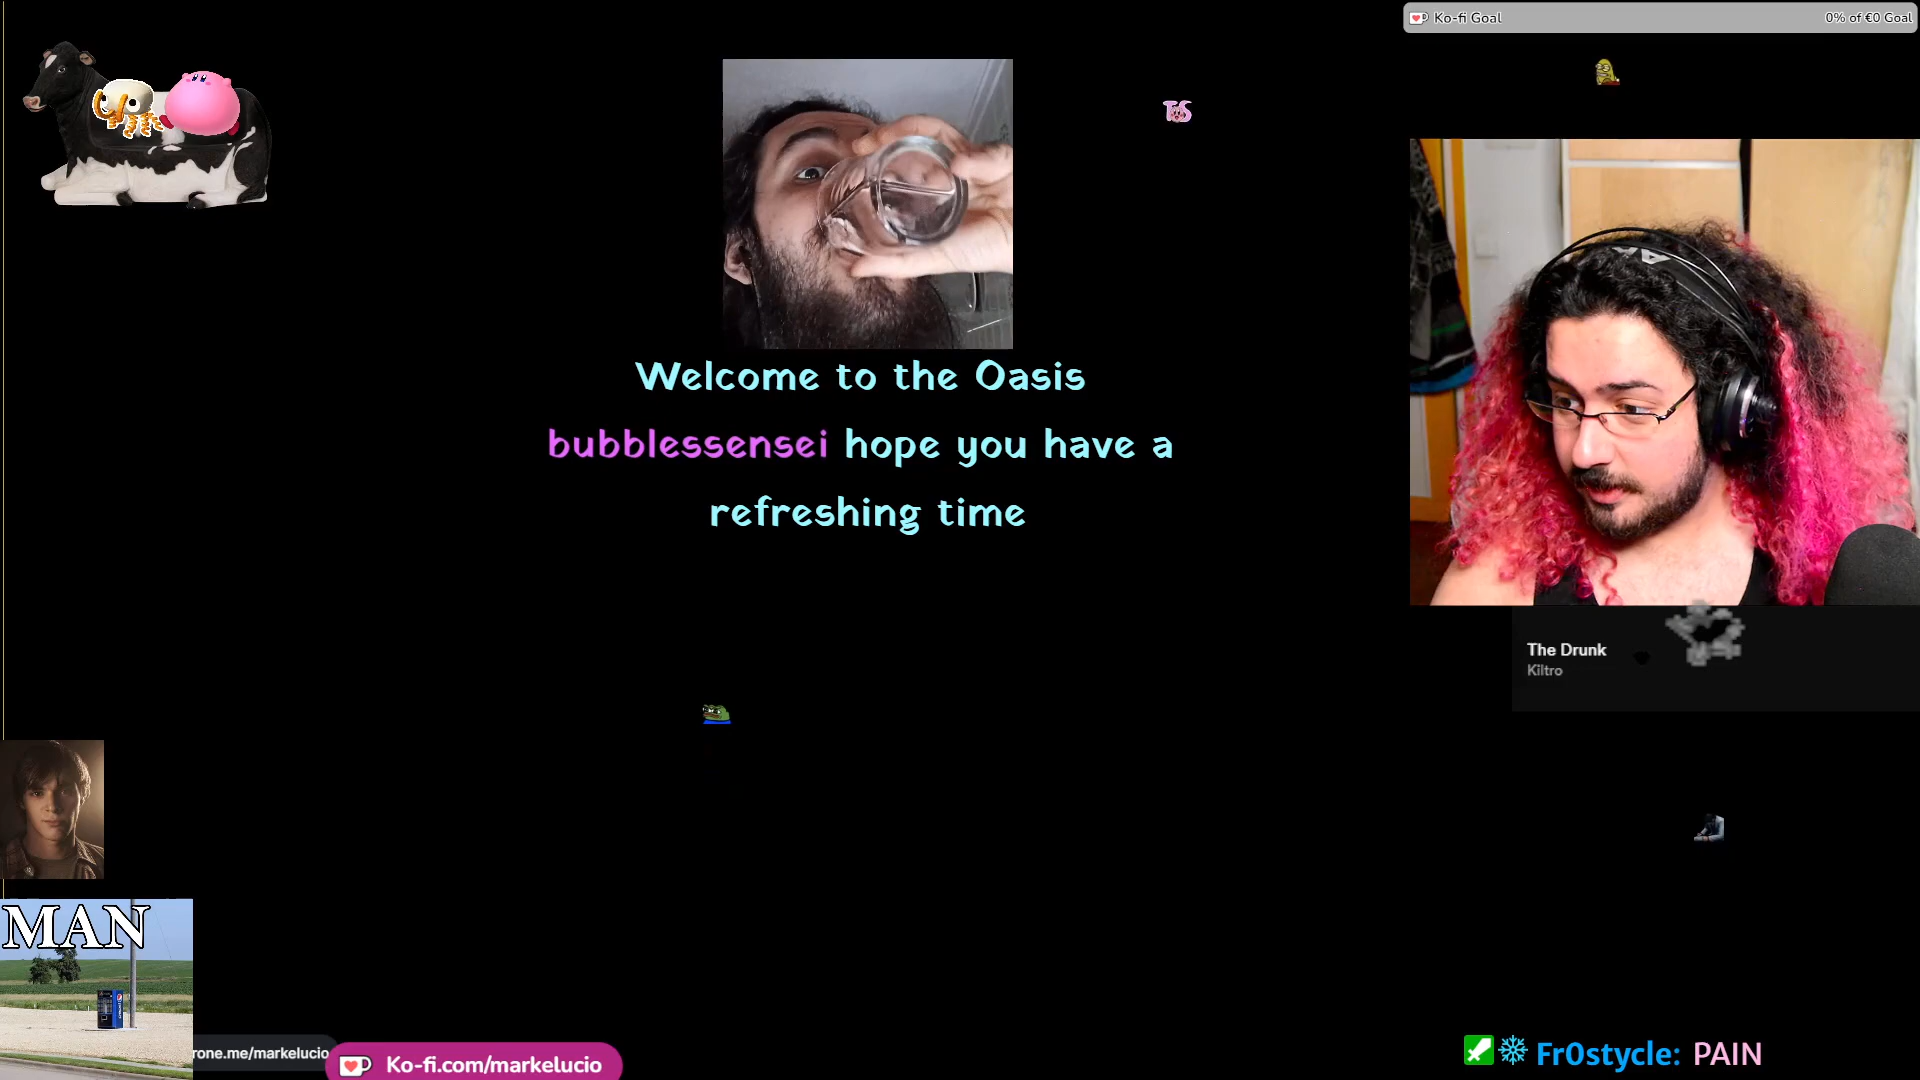 Ko-fi Goal
0% of €0 Goal
Welcome to the Oasis
bubblessensei hope you have a
refreshing time
The Drunk
Kiltro
MAN
rone.me/markelucio
Ko-fi.com/markelucio
Fr0stycle: PAIN